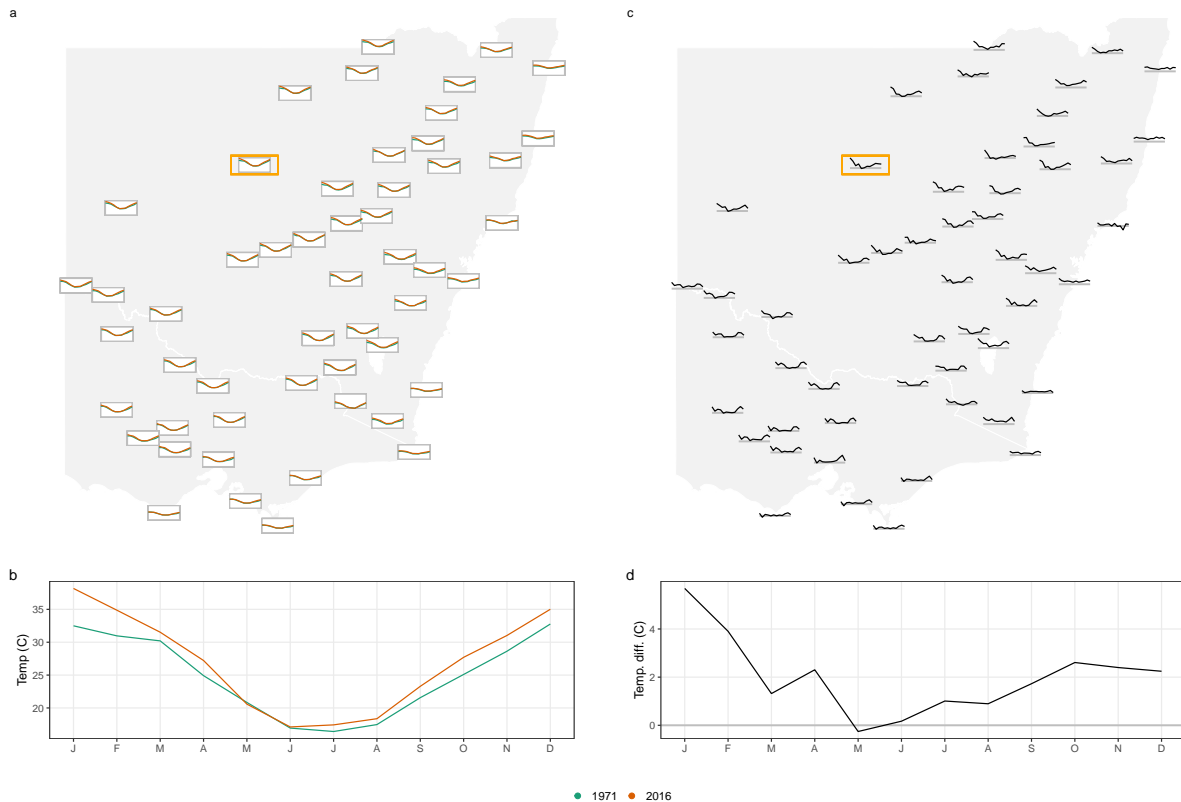 a
c
b
35
30
25
20
Temp (C)
J F M A M J J A S O N D
d
4
2
0
Temp. diff. (C)
J F M A M J J A S O N D
1971 2016